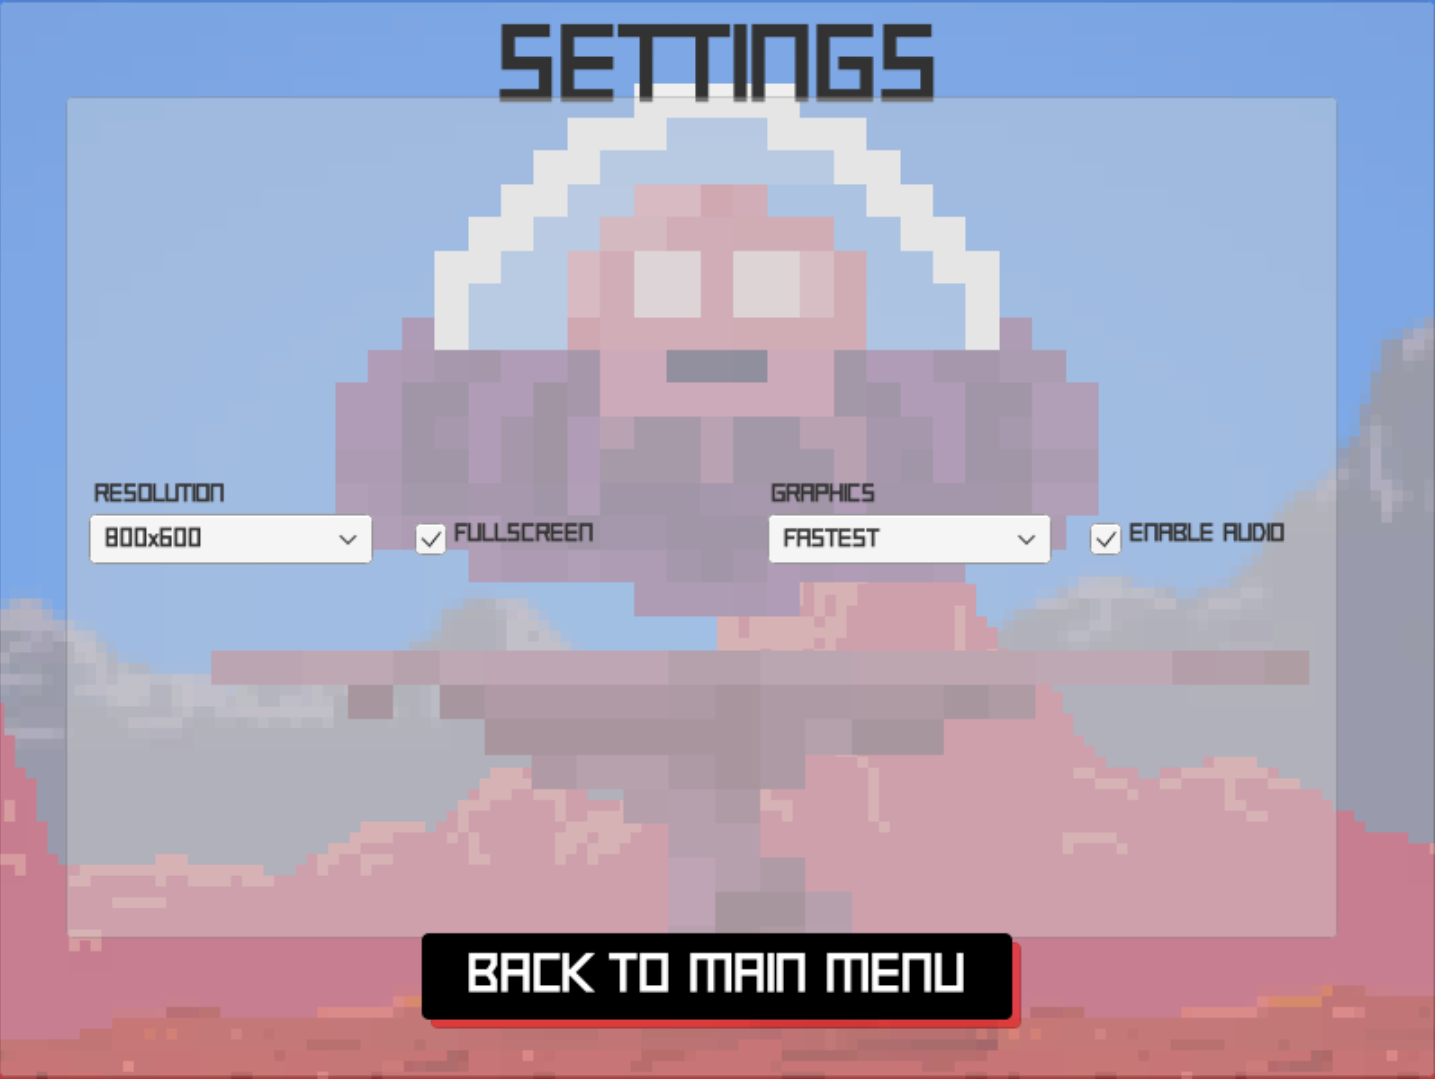 SETTINGS
RESOLUTION
800x600
FULLSCREEN
GRAPHICS
FASTEST
ENABLE AUDIO
BACK TO MAIN MENU